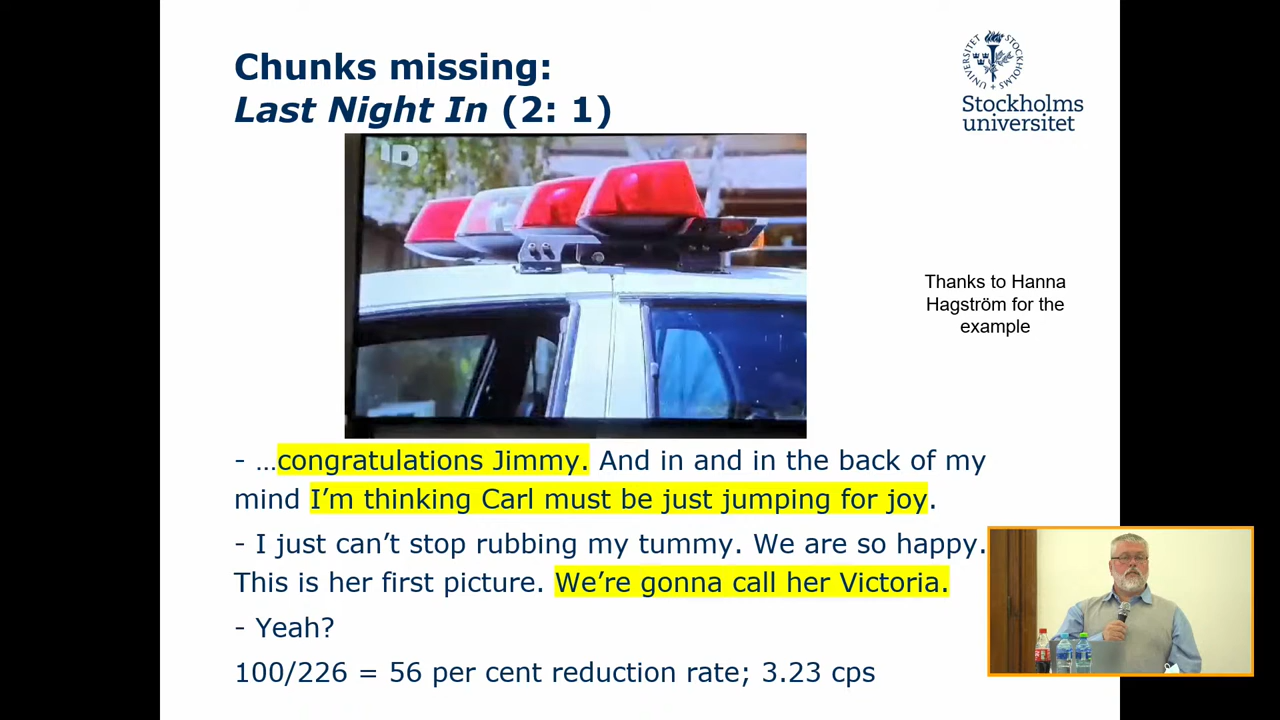 Chunks missing:
Last Night In (2: 1)
UNIVERSITET STOCKHOLMS
Stockholms
universitet
ID
Thanks to Hanna
Hagström for the
example
- …congratulations Jimmy. And in and in the back of my
mind I’m thinking Carl must be just jumping for joy.
- I just can’t stop rubbing my tummy. We are so happy.
This is her first picture. We’re gonna call her Victoria.
- Yeah?
100/226 = 56 per cent reduction rate; 3.23 cps